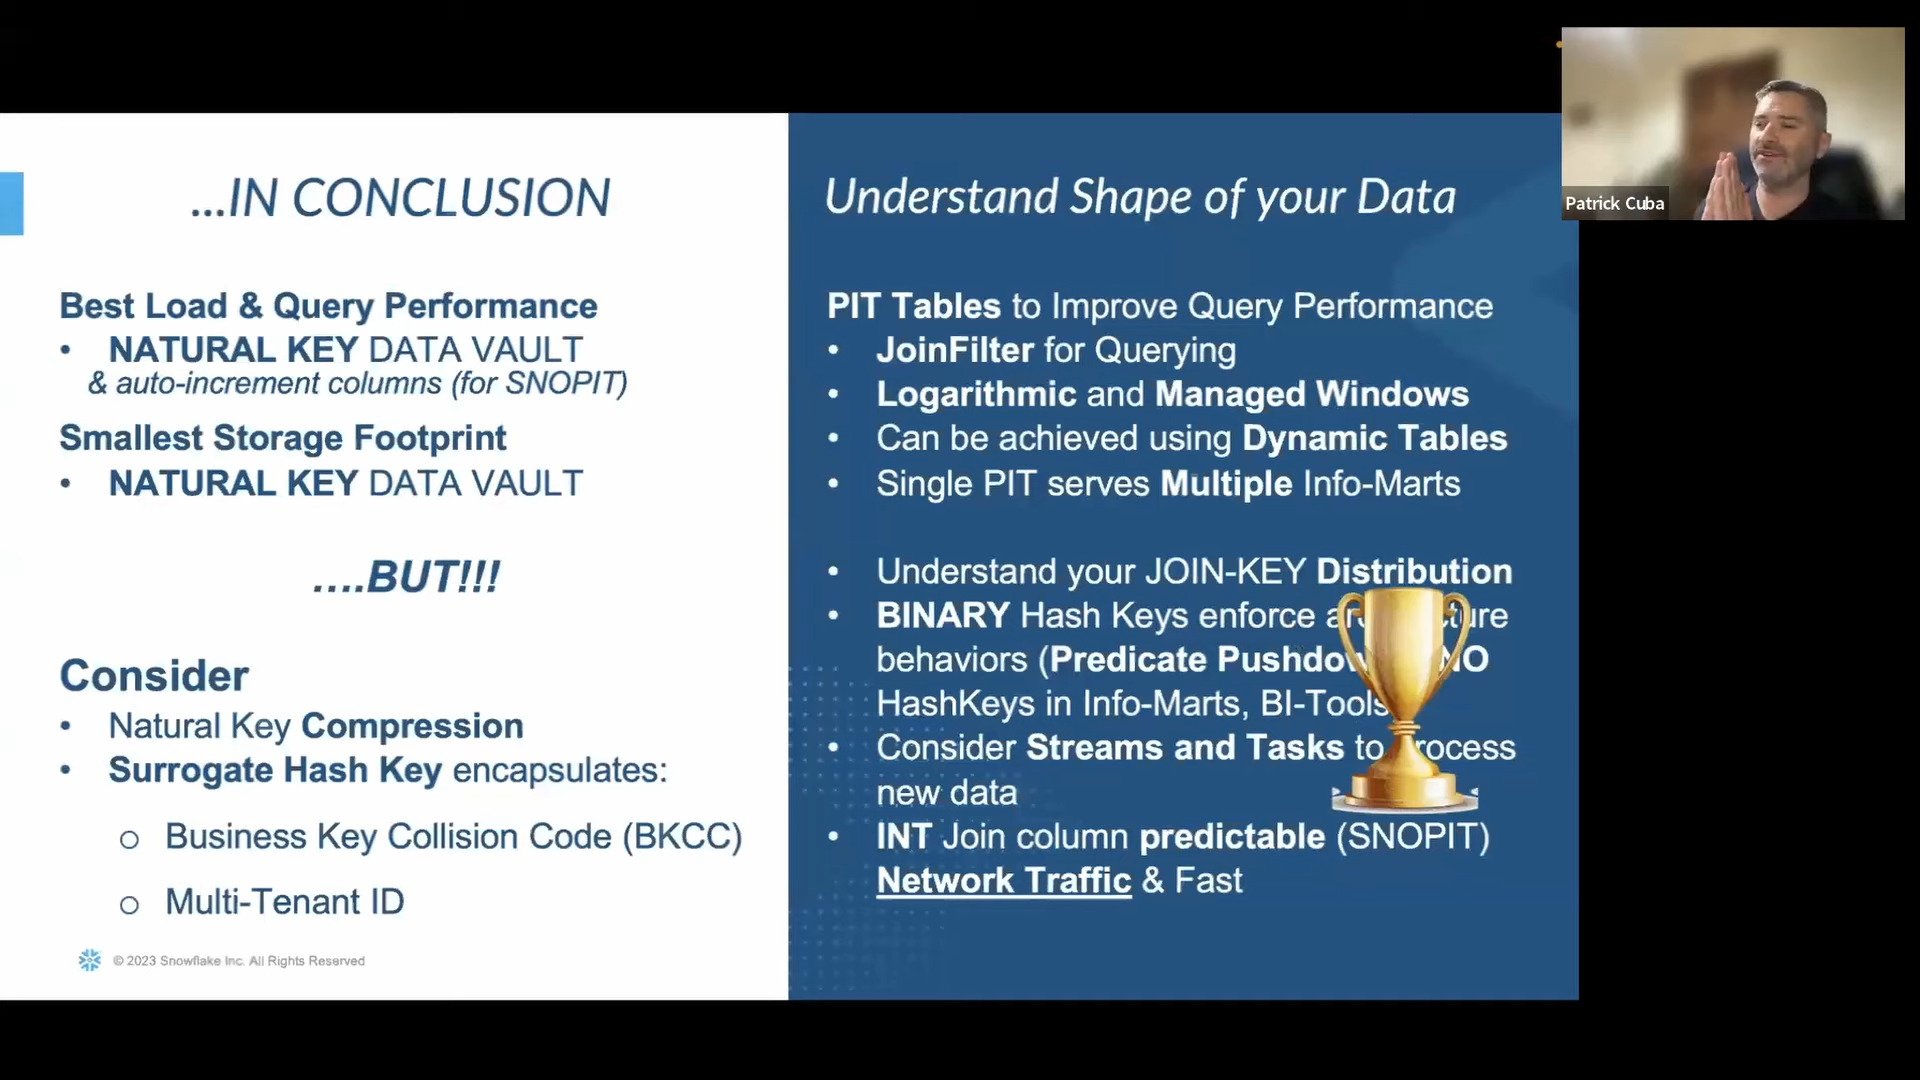 ...IN CONCLUSION
Best Load & Query Performance
• NATURAL KEY DATA VAULT
& auto-increment columns (for SNOPIT)
Smallest Storage Footprint
• NATURAL KEY DATA VAULT
....BUT!!!
Consider
• Natural Key Compression
• Surrogate Hash Key encapsulates:
o Business Key Collision Code (BKCC)
o Multi-Tenant ID
© 2023 Snowflake Inc. All Rights Reserved
Understand Shape of your Data
PIT Tables to Improve Query Performance
• JoinFilter for Querying
• Logarithmic and Managed Windows
• Can be achieved using Dynamic Tables
• Single PIT serves Multiple Info-Marts
• Understand your JOIN-KEY Distribution
• BINARY Hash Keys enforce
behaviors (Predicate NO
HashKeys in Info-Marts, BI-Tools
• Consider Streams and Tasks to
new data
• INT Join column predictable (SNOPIT)
Network Traffic & Fast
Patrick Cuba